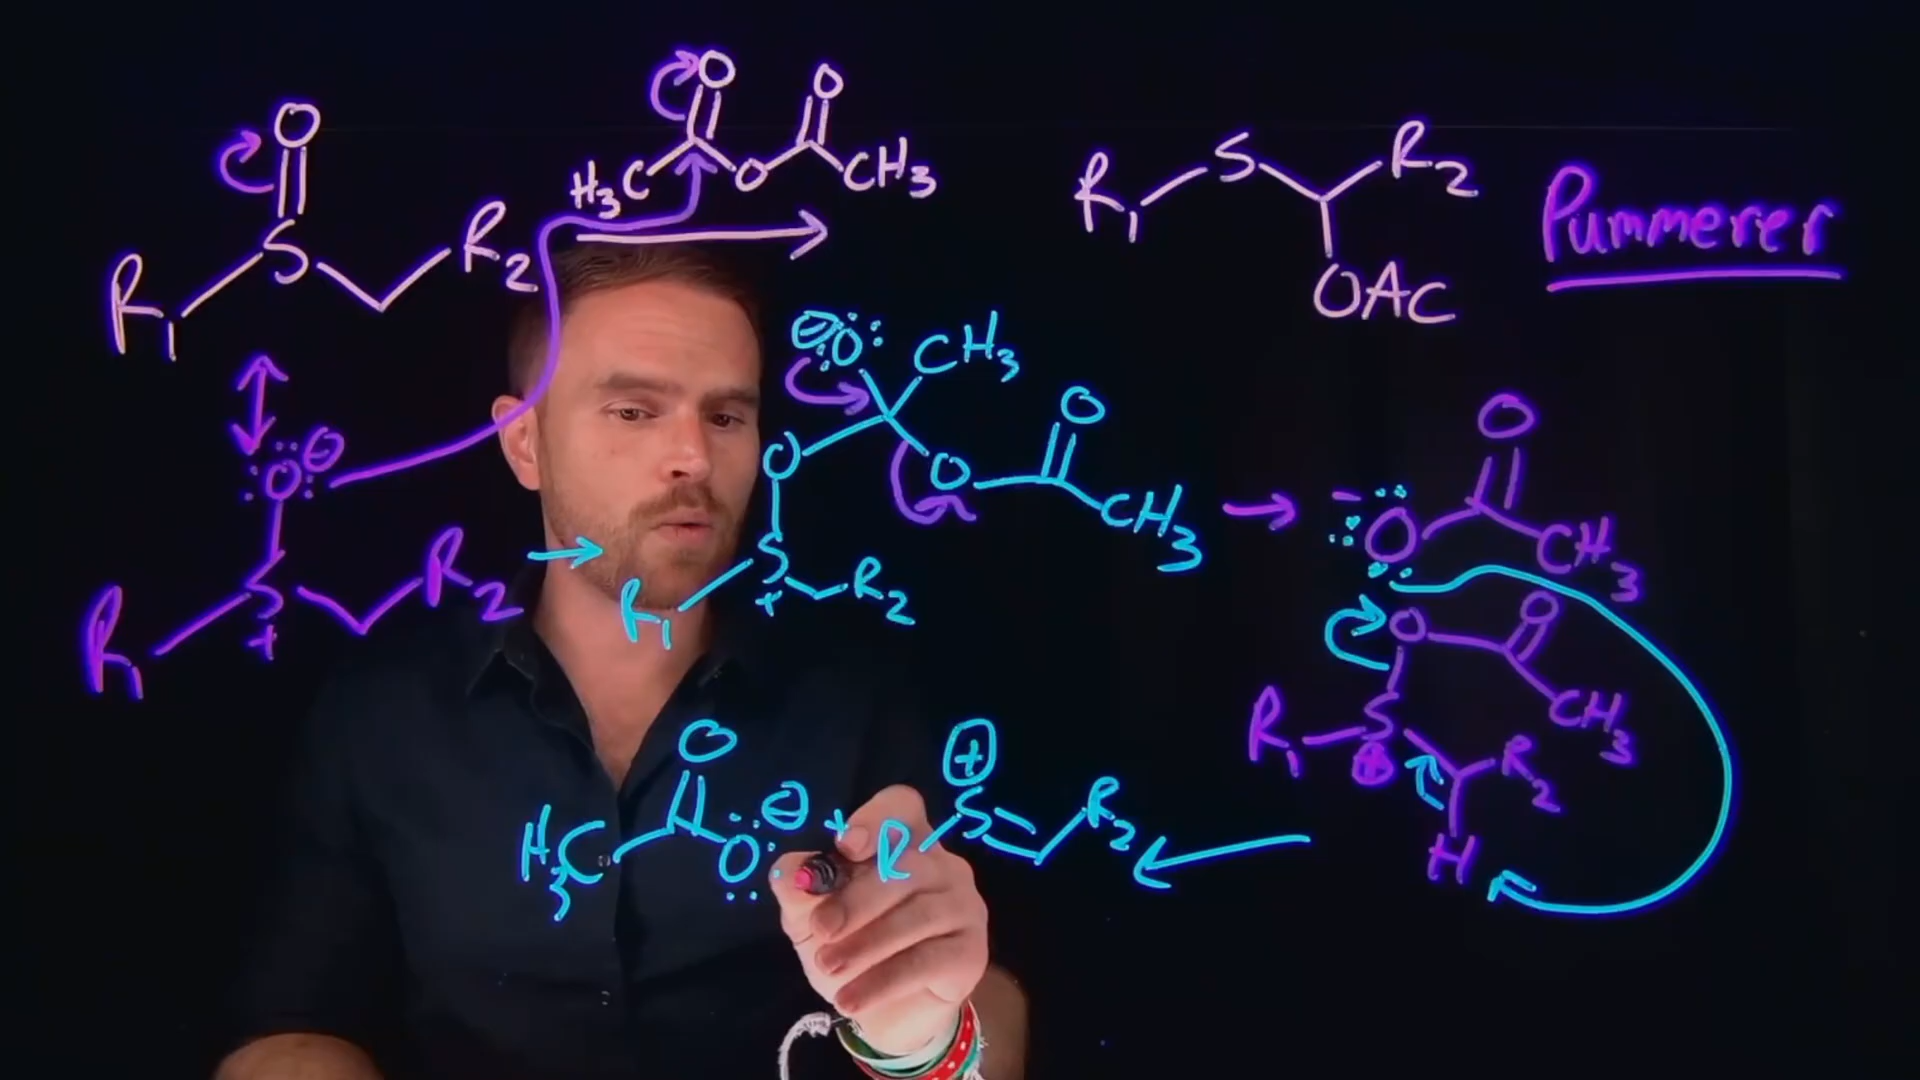 O
O O
H₃C O CH₃
R₁ S R₂
R₁ S R₂
OAc
Pummerer
⊖O CH₃
O
O⊖
O O
CH₃
R₁ S+ R₂
R₁ S+ R₂
O
-O CH₃
O O
CH₃
R₁ S⊕ R₂
H
O
H₃C O⊖ +
⊕
R S R₂